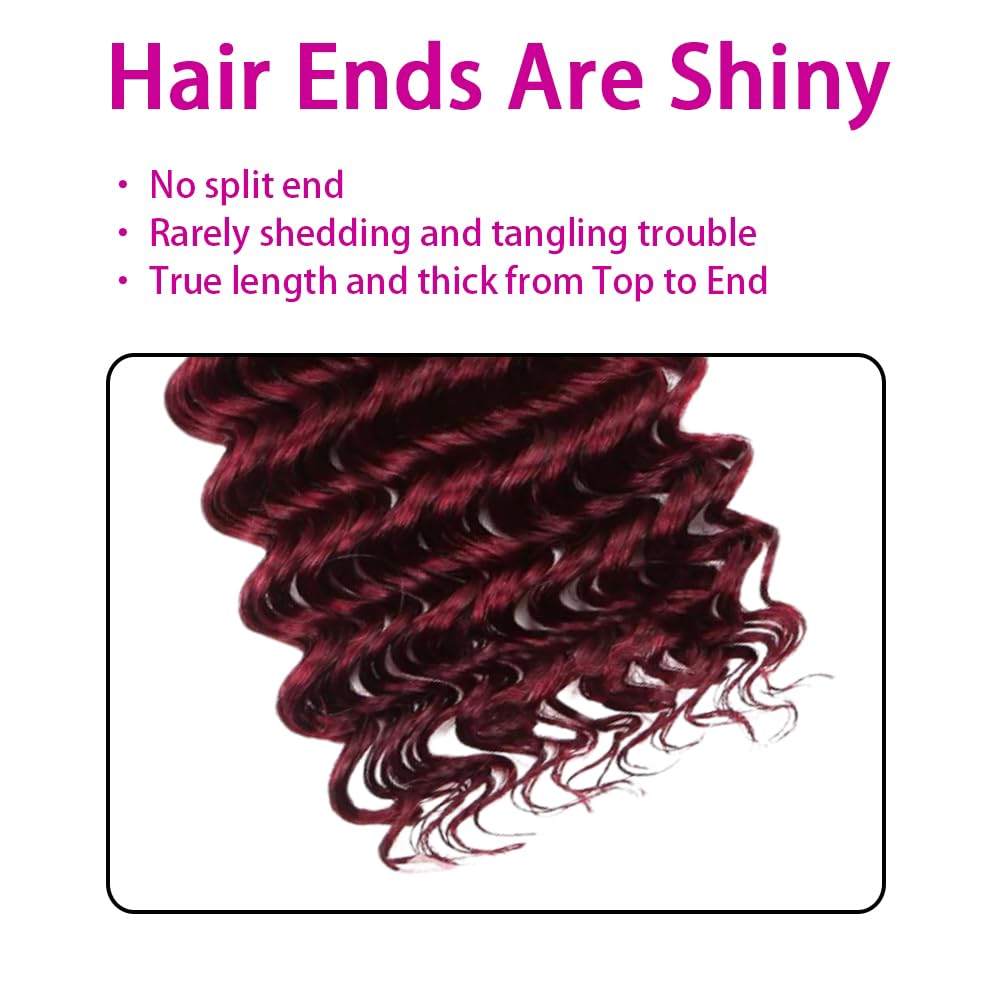 Hair Ends Are Shiny
• No split end
• Rarely shedding and tangling trouble
• True length and thick from Top to End